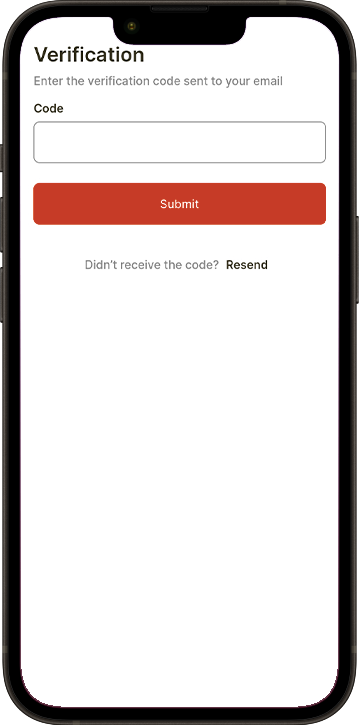 Verification
Enter the verification code sent to your email
Code
Submit
Didn't receive the code? Resend